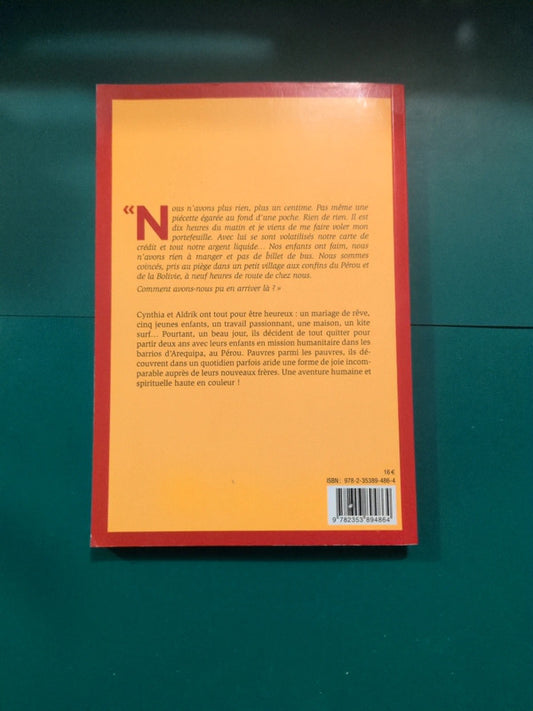 « Nous n'avons plus rien, plus un centime. Pas même une
piécette égarée au fond d'une poche. Rien de rien. Il est
dix heures du matin et je viens de me faire voler mon
portefeuille. Avec lui se sont volatilisés notre carte de
crédit et tout notre argent liquide... Nos enfants ont faim, nous
n'avons rien à manger et pas de billet de bus. Nous sommes
coincés, pris au piège dans un petit village aux confins du Pérou et
de la Bolivie, à neuf heures de route de chez nous.
Comment avons-nous pu en arriver là ? »
Cynthia et Aldrik ont tout pour être heureux : un mariage de rêve,
cinq jeunes enfants, un travail passionnant, une maison, un kite
surf... Pourtant, un beau jour, ils décident de tout quitter pour
partir deux ans avec leurs enfants en mission humanitaire dans les
barrios d'Arequipa, au Pérou. Pauvres parmi les pauvres, ils dé-
couvrent dans un quotidien parfois aride une forme de joie incom-
parable auprès de leurs nouveaux frères. Une aventure humaine et
spirituelle haute en couleur !
16 €
ISBN : 978-2-35389-486-4
9 782353 894864